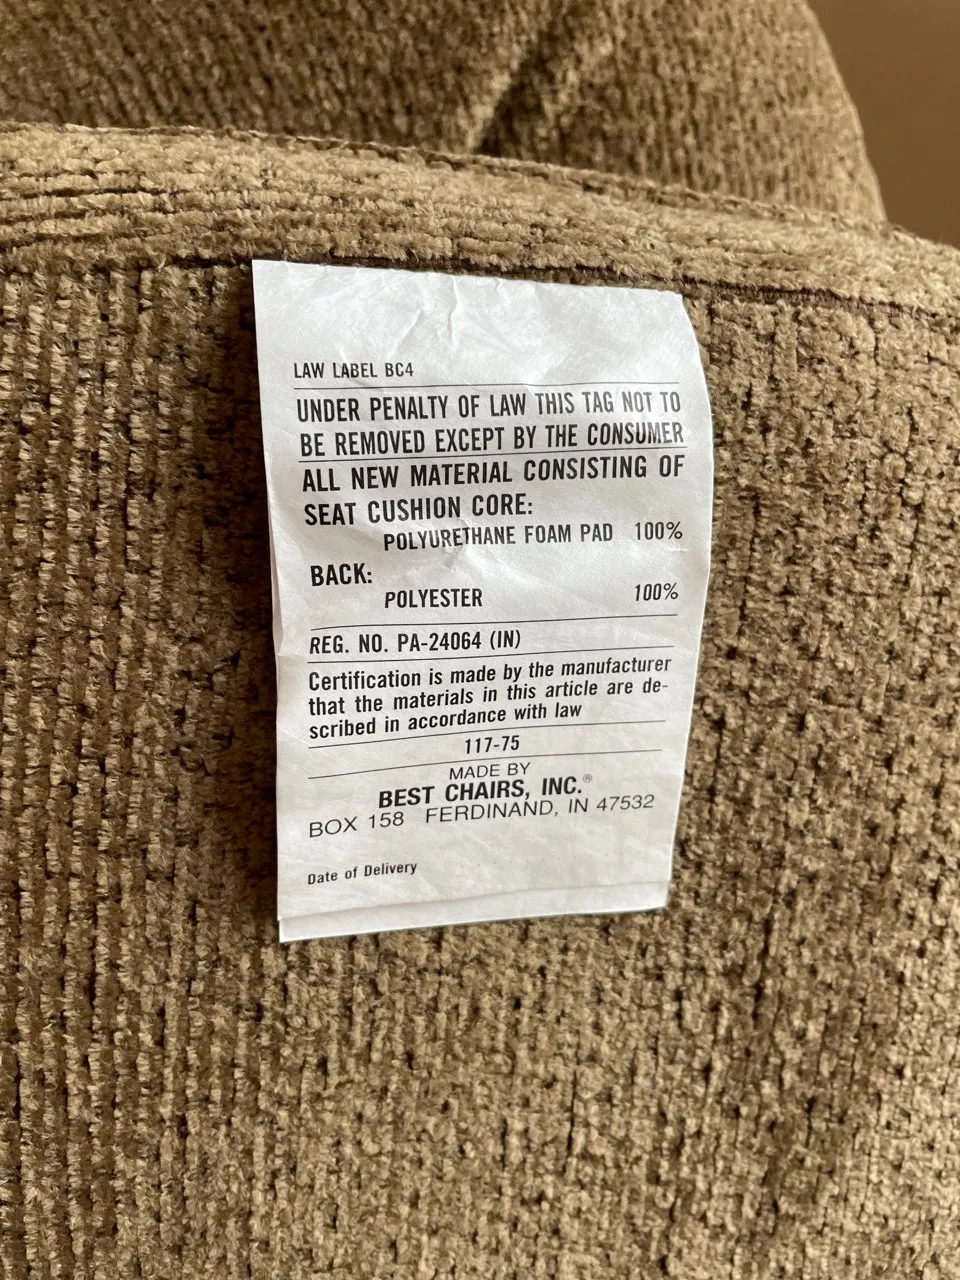 LAW LABEL BC4
UNDER PENALTY OF LAW THIS TAG NOT TO
BE REMOVED EXCEPT BY THE CONSUMER
ALL NEW MATERIAL CONSISTING OF
SEAT CUSHION CORE:
POLYURETHANE FOAM PAD 100%
BACK:
POLYESTER 100%
REG. NO. PA-24064 (IN)
Certification is made by the manufacturer
that the materials in this article are de-
scribed in accordance with law
117-75
MADE BY
BEST CHAIRS, INC.®
BOX 158 FERDINAND, IN 47532
Date of Delivery